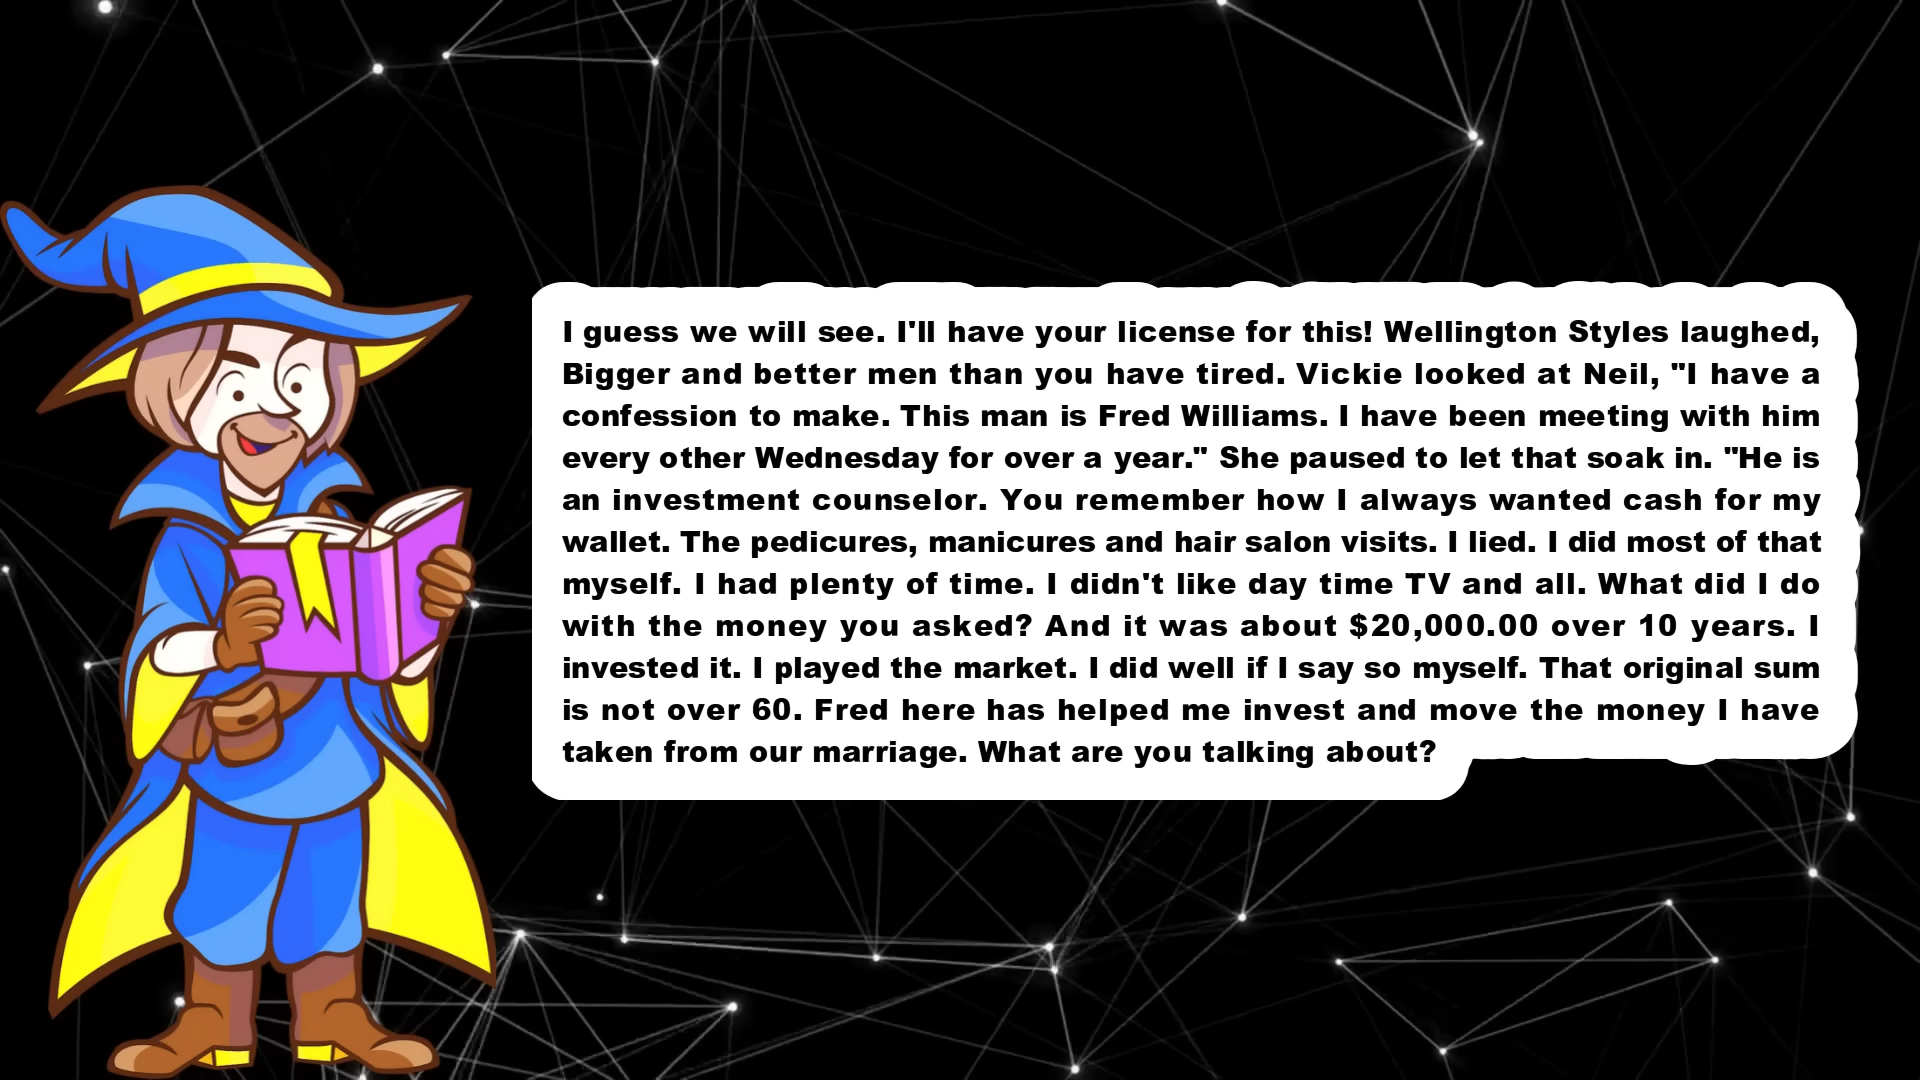 I guess we will see. I'll have your license for this! Wellington Styles laughed,
Bigger and better men than you have tired. Vickie looked at Neil, "I have a
confession to make. This man is Fred Williams. I have been meeting with him
every other Wednesday for over a year." She paused to let that soak in. "He is
an investment counselor. You remember how I always wanted cash for my
wallet. The pedicures, manicures and hair salon visits. I lied. I did most of that
myself. I had plenty of time. I didn't like day time TV and all. What did I do
with the money you asked? And it was about $20,000.00 over 10 years. I
invested it. I played the market. I did well if I say so myself. That original sum
is not over 60. Fred here has helped me invest and move the money I have
taken from our marriage. What are you talking about?